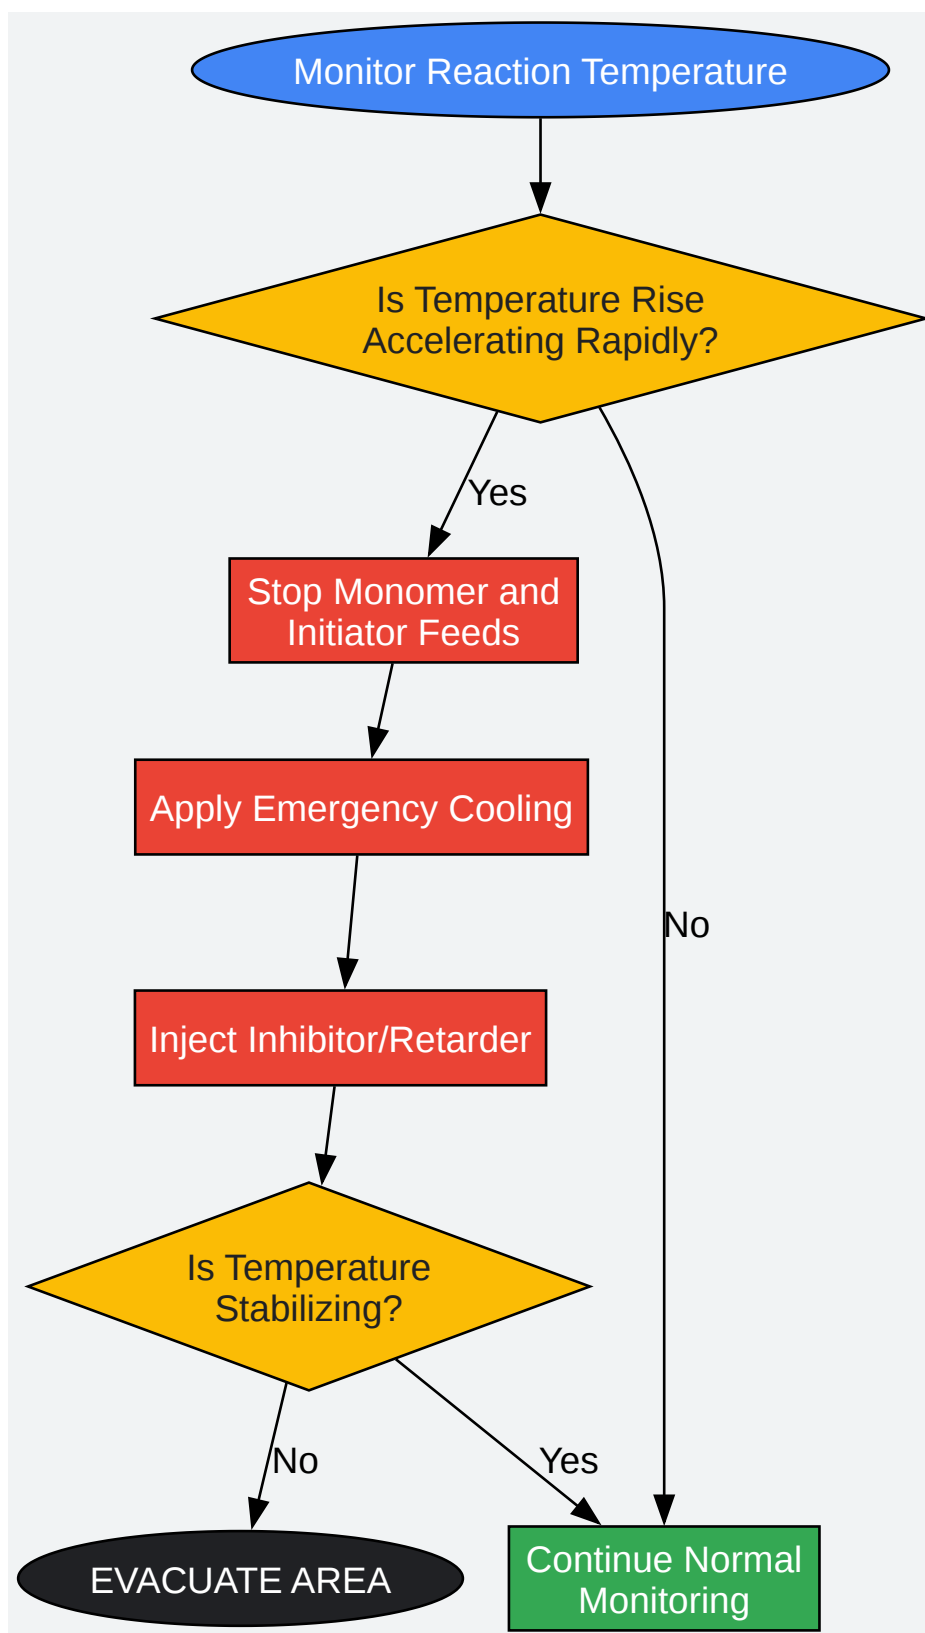 Monitor Reaction Temperature
Is Temperature Rise
Accelerating Rapidly?
Yes
Stop Monomer and
Initiator Feeds
Apply Emergency Cooling
No
Inject Inhibitor/Retarder
Is Temperature
Stabilizing?
No
Yes
EVACUATE AREA
Continue Normal
Monitoring